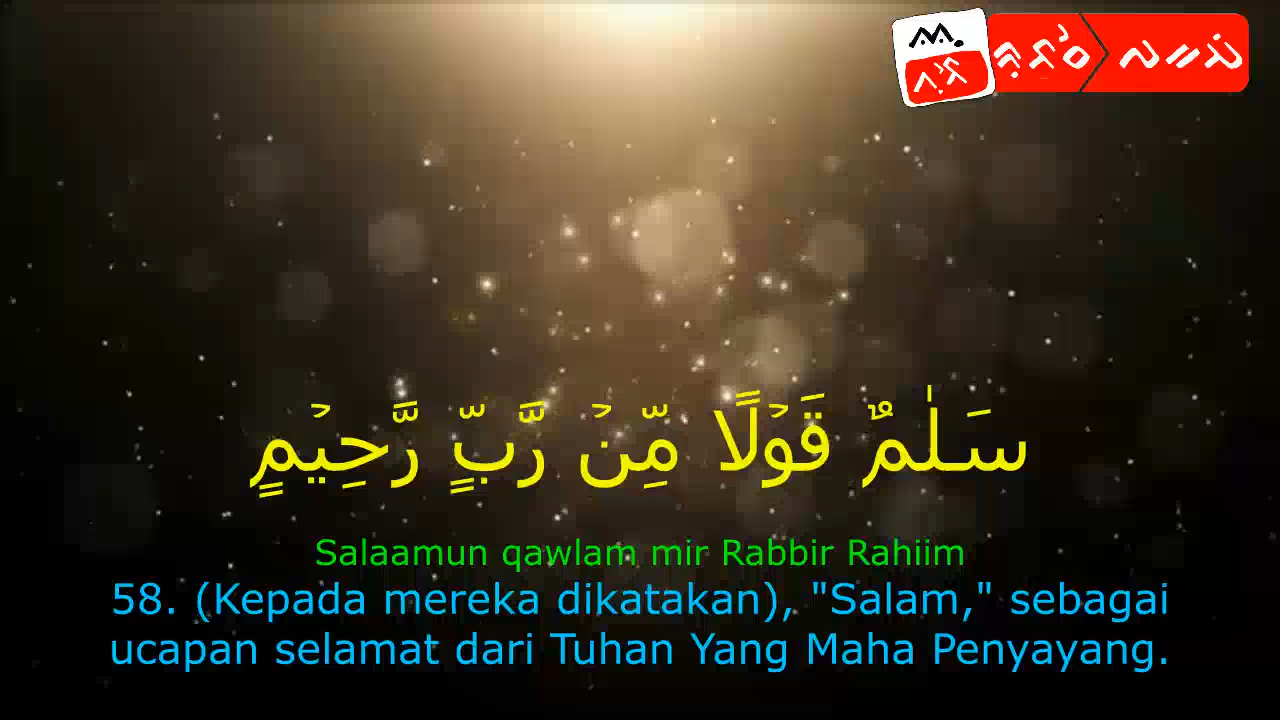 سَلٰمٌ قَوۡلًا مِّنۡ رَّبٍّ رَّحِيۡمٍ
Salaamun qawlam mir Rabbir Rahiim
58. (Kepada mereka dikatakan), "Salam," sebagai
ucapan selamat dari Tuhan Yang Maha Penyayang.